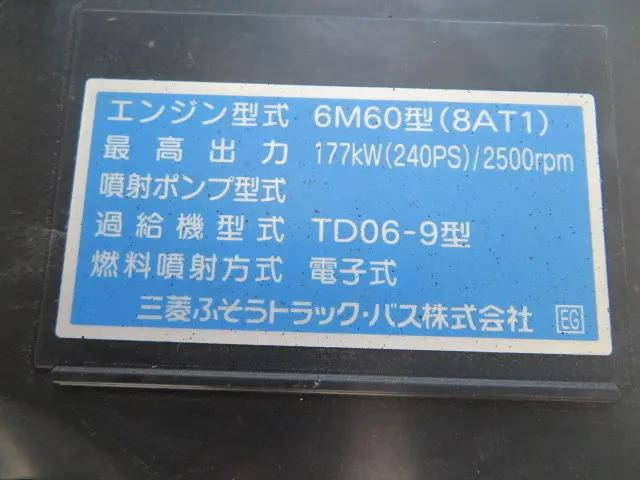 エンジン型式 6M60型(8AT1)
最高出力 177kW(240PS)/2500rpm
噴射ポンプ型式
過給機型式 TD06-9型
燃料噴射方式 電子式
三菱ふそうトラック・バス株式会社 EG